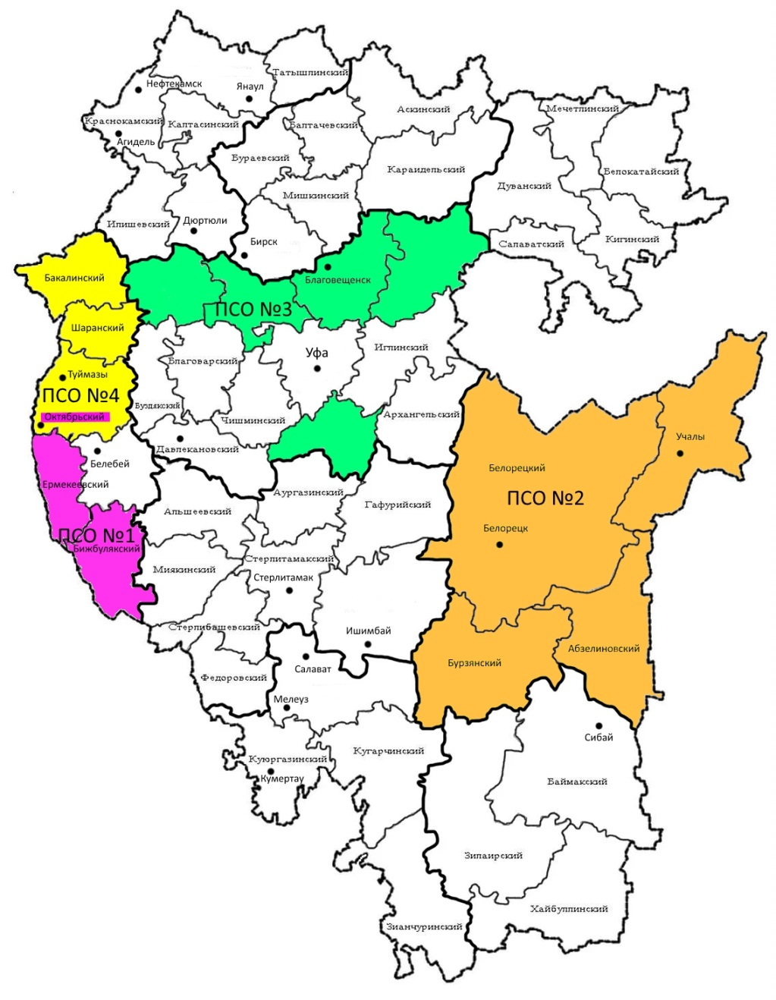 Татышлинский
Нефтекамск
Янаул
Аскинский
Мечетлинский
Краснокамский
Калтасинский
Балтачевский
Агидель
Бураевский
Караидельский
Белокатайский
Дуванский
Мишкинский
Дюртюли
Илишевский
Бирск
Салаватский
Кигинский
Бакалинский
Благовещенск
ПСО №3
Шаранский
Уфа
Иглинский
Благоварский
Туймазы
ПСО №4
Буздякский
Октябрьский
Чишминский
Архангельский
Учалы
Давлекановский
Белебей
Белорецкий
Ермекеевский
Аургазинский
ПСО №2
Гафурийский
Альшеевский
Белорецк
ПСО №1
Бижбулякский
Стерлитамакский
Миякинский
Стерлитамак
Стерлибашевский
Ишимбай
Абзелиновский
Бурзянский
Салават
Федоровский
Мелеуз
Сибай
Кугарчинский
Куюргазинский
Кумертау
Баймакский
Зилаирский
Хайбуллинский
Зианчуринский